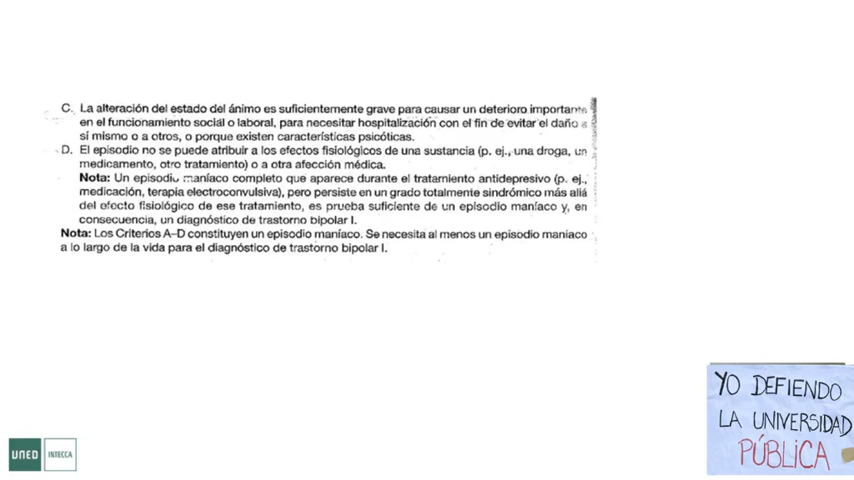 C. La alteración del estado del ánimo es suficientemente grave para causar un deterioro importante
en el funcionamiento social o laboral, para necesitar hospitalización con el fin de evitar el daño a
sí mismo o a otros, o porque existen características psicóticas.
D. El episodio no se puede atribuir a los efectos fisiológicos de una sustancia (p. ej., una droga, un
medicamento, otro tratamiento) o a otra afección médica.
Nota: Un episodio maníaco completo que aparece durante el tratamiento antidepresivo (p. ej.,
medicación, terapia electroconvulsiva), pero persiste en un grado totalmente sindrómico más allá
del efecto fisiológico de ese tratamiento, es prueba suficiente de un episodio maníaco y, en
consecuencia, un diagnóstico de trastorno bipolar I.
Nota: Los Criterios A–D constituyen un episodio maníaco. Se necesita al menos un episodio maníaco
a lo largo de la vida para el diagnóstico de trastorno bipolar I.
YO DEFIENDO
LA UNIVERSIDAD
PÚBLICA
UNED INTECCA